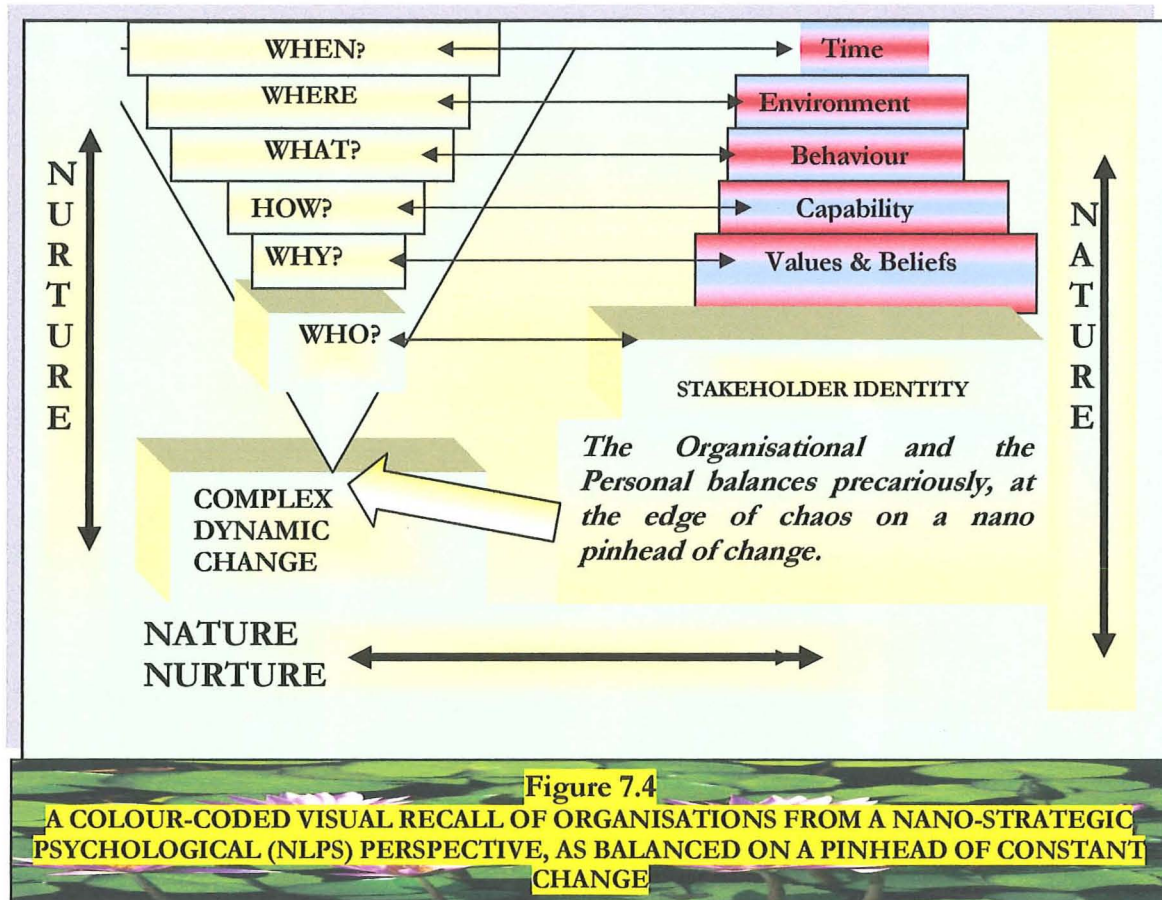 WHEN? Time
WHERE Environment
WHAT? Behaviour
HOW? Capability
WHY? Values & Beliefs
WHO?
STAKEHOLDER IDENTITY
NURTURE
NATURE
The Organisational and the
Personal balances precariously, at
the edge of chaos on a nano
pinhead of change.
COMPLEX
DYNAMIC
CHANGE
NATURE
NURTURE
Figure 7.4
A COLOUR-CODED VISUAL RECALL OF ORGANISATIONS FROM A NANO-STRATEGIC
PSYCHOLOGICAL (NLPS) PERSPECTIVE, AS BALANCED ON A PINHEAD OF CONSTANT
CHANGE